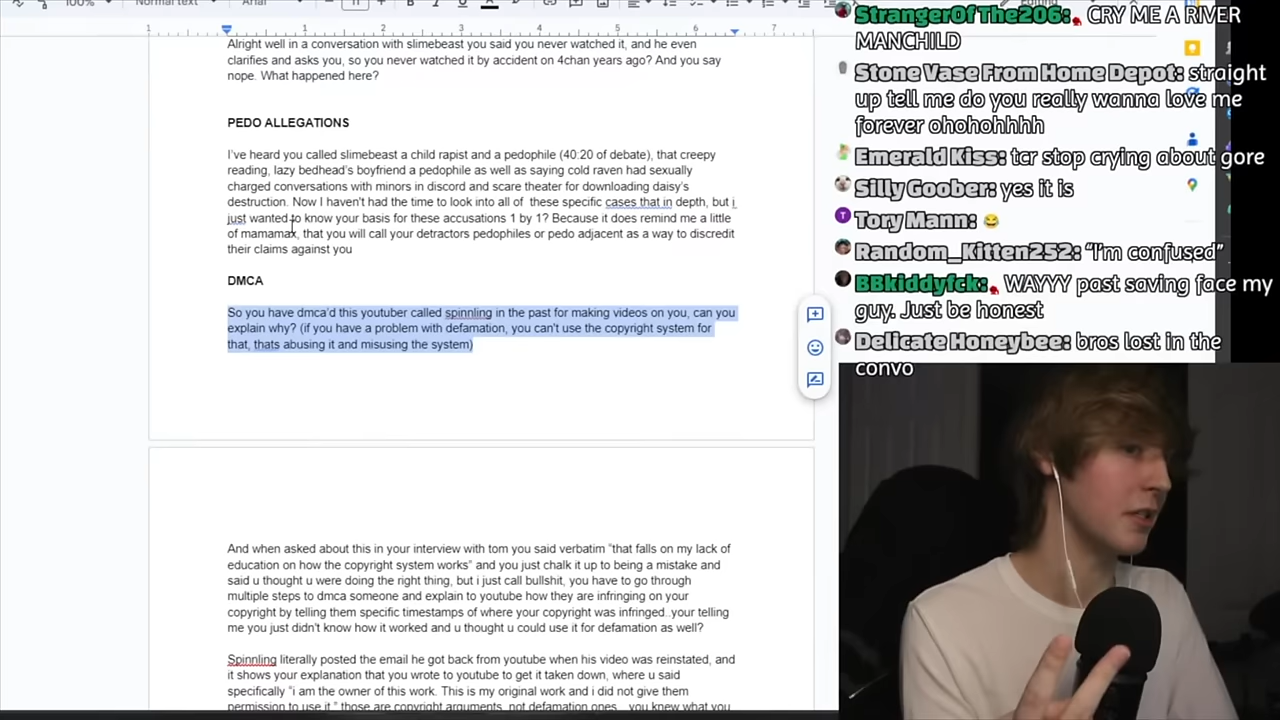 100%
Normal text
Arial
11
B
I
U
A
Editing
1
1
2
3
4
5
6
7
Alright well in a conversation with slimebeast you said you never watched it, and he even
clarifies and asks you, so you never watched it by accident on 4chan years ago? And you say
nope. What happened here?
PEDO ALLEGATIONS
I've heard you called slimebeast a child rapist and a pedophile (40:20 of debate), that creepy
reading, lazy bedhead's boyfriend a pedophile as well as saying cold raven had sexually
charged conversations with minors in discord and scare theater for downloading daisy's
destruction. Now I haven't had the time to look into all of  these specific cases that in depth, but i
just wanted to know your basis for these accusations 1 by 1? Because it does remind me a little
of mamamax, that you will call your detractors pedophiles or pedo adjacent as a way to discredit
their claims against you
DMCA
So you have dmca'd this youtuber called spinnling in the past for making videos on you, can you
explain why? (if you have a problem with defamation, you can't use the copyright system for
that, thats abusing it and misusing the system)
And when asked about this in your interview with tom you said verbatim "that falls on my lack of
education on how the copyright system works" and you just chalk it up to being a mistake and
said u thought u were doing the right thing, but i just call bullshit, you have to go through
multiple steps to dmca someone and explain to youtube how they are infringing on your
copyright by telling them specific timestamps of where your copyright was infringed..your telling
me you just didn't know how it worked and u thought u could use it for defamation as well?
Spinnling literally posted the email he got back from youtube when his video was reinstated, and
it shows your explanation that you wrote to youtube to get it taken down, where u said
specifically "i am the owner of this work. This is my original work and i did not give them
permission to use it." those are copyright arguments, not defamation ones.. you knew what you
StrangerOf The206: CRY ME A RIVER
MANCHILD
Stone Vase From Home Depot: straight
up tell me do you really wanna love me
forever ohohohhhh
Emerald Kiss: tcr stop crying about gore
Silly Goober: yes it is
Tory Mann: 😂
Random_Kitten252: "I'm confused"
BBkiddyfck: WAYYY past saving face my
guy. Just be honest
Delicate Honeybee: bros lost in the
convo